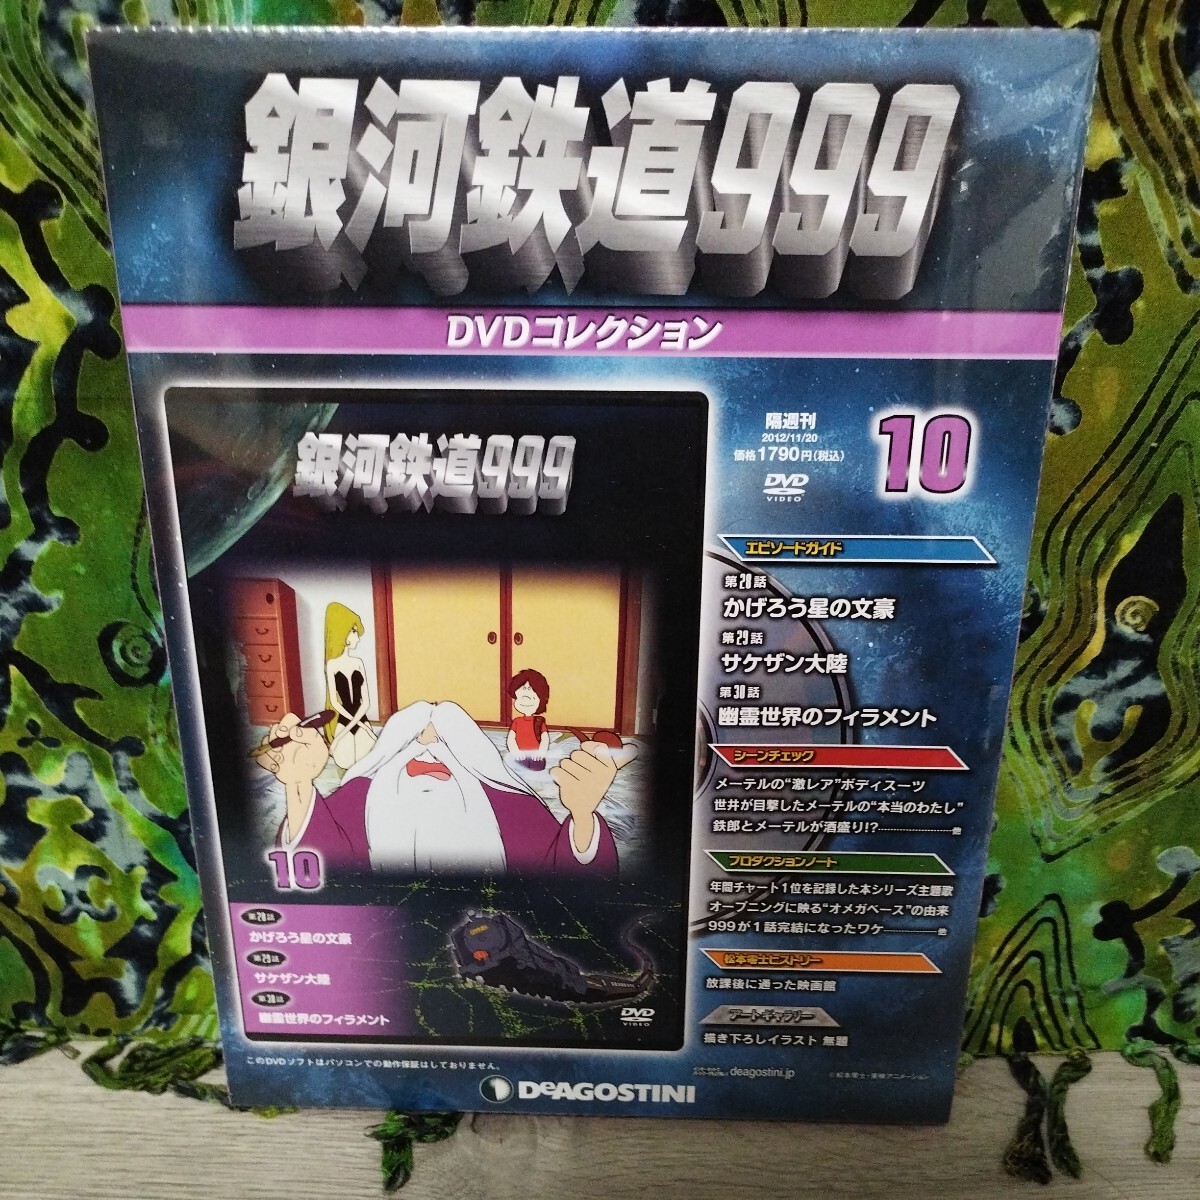 銀河鉄道999
DVDコレクション
隔週刊
2012/11/20
価格1790円(税込)
DVD
VIDEO
10
銀河鉄道999
10
第28話
かげろう星の文豪
第29話
サケザン大陸
第30話
幽霊世界のフィラメント
DVD
VIDEO
エピソードガイド
第28話
かげろう星の文豪
第29話
サケザン大陸
第30話
幽霊世界のフィラメント
シーンチェック
メーテルの“激レア”ボディスーツ
世井が目撃したメーテルの“本当のわたし”
鉄郎とメーテルが酒盛り!?……他
プロダクションノート
年間チャート1位を記録した本シリーズ主題歌
オープニングに映る“オメガベース”の由来
999が1話完結になったワケ……他
松本零士ヒストリー
放課後に通った映画館
アートギャラリー
描き下ろしイラスト 無題
このDVDソフトはパソコンでの動作保証はしておりません。
deagostini.jp
©松本零士・東映アニメーション
DeAGOSTINI